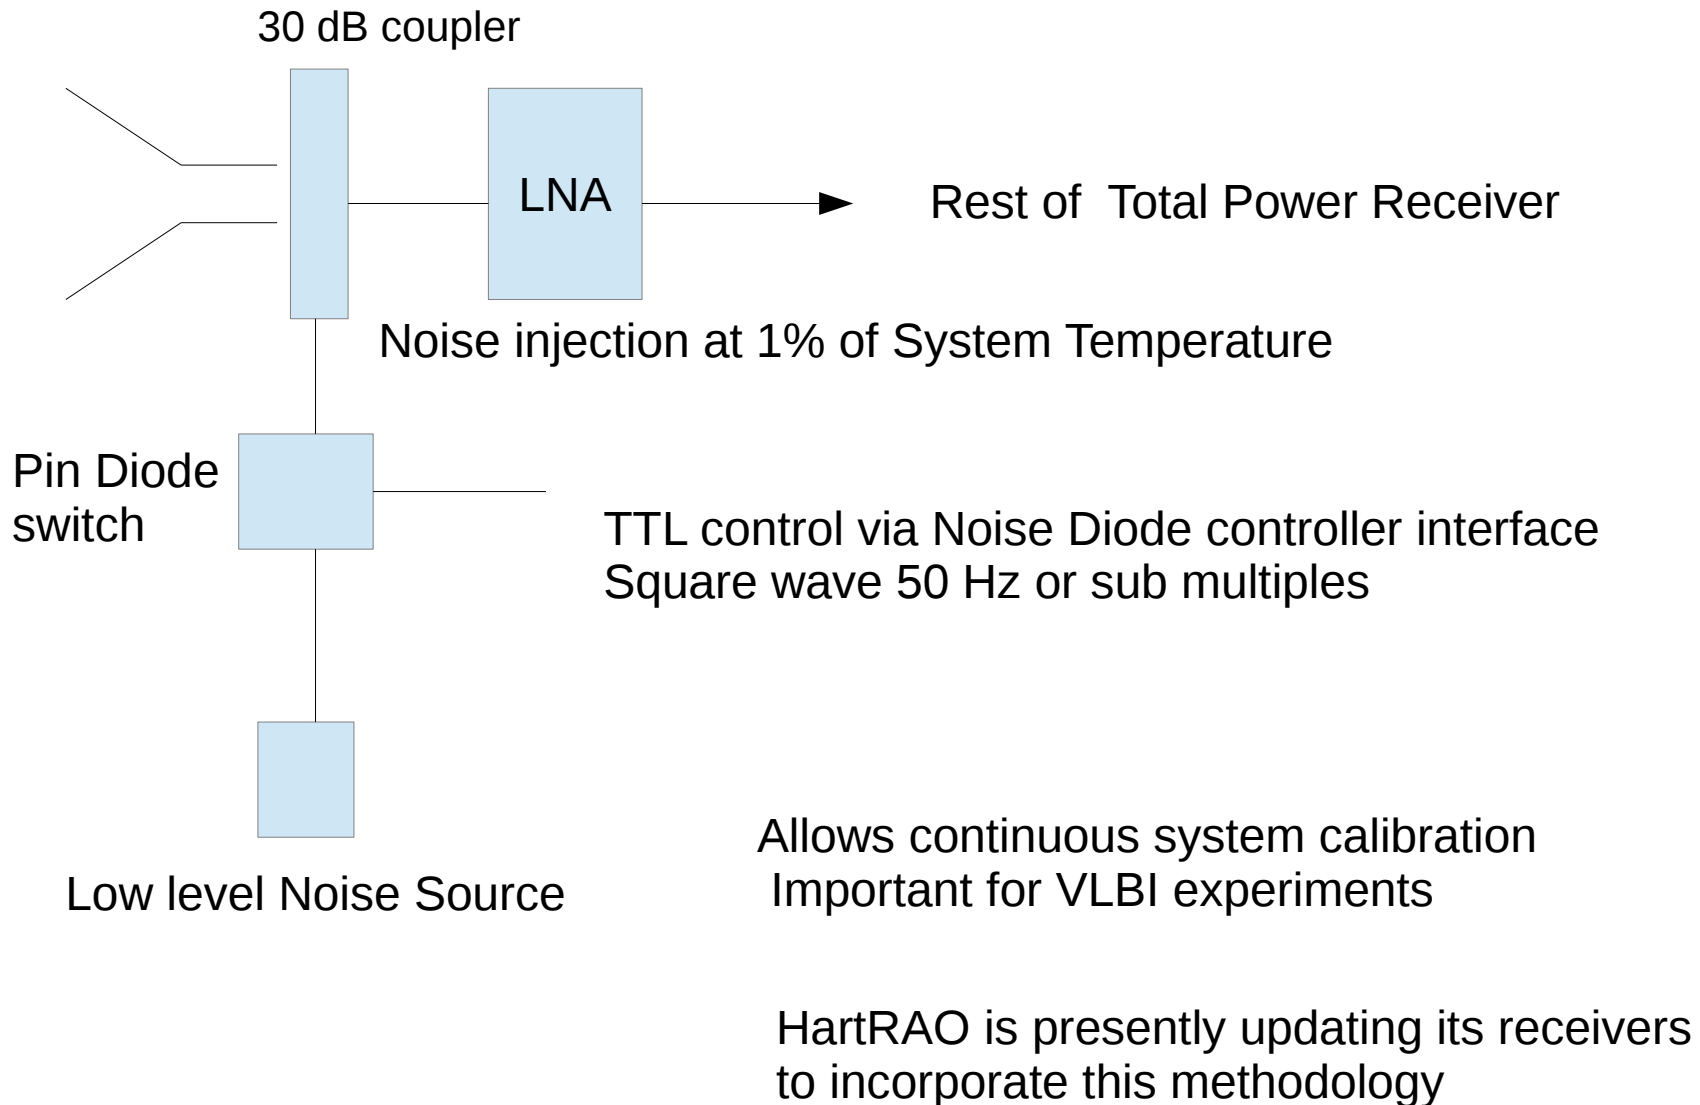 30 dB coupler
LNA
Rest of  Total Power Receiver
Noise injection at 1% of System Temperature
Pin Diode
switch
TTL control via Noise Diode controller interface
Square wave 50 Hz or sub multiples
Low level Noise Source
Allows continuous system calibration
Important for VLBI experiments
HartRAO is presently updating its receivers
to incorporate this methodology